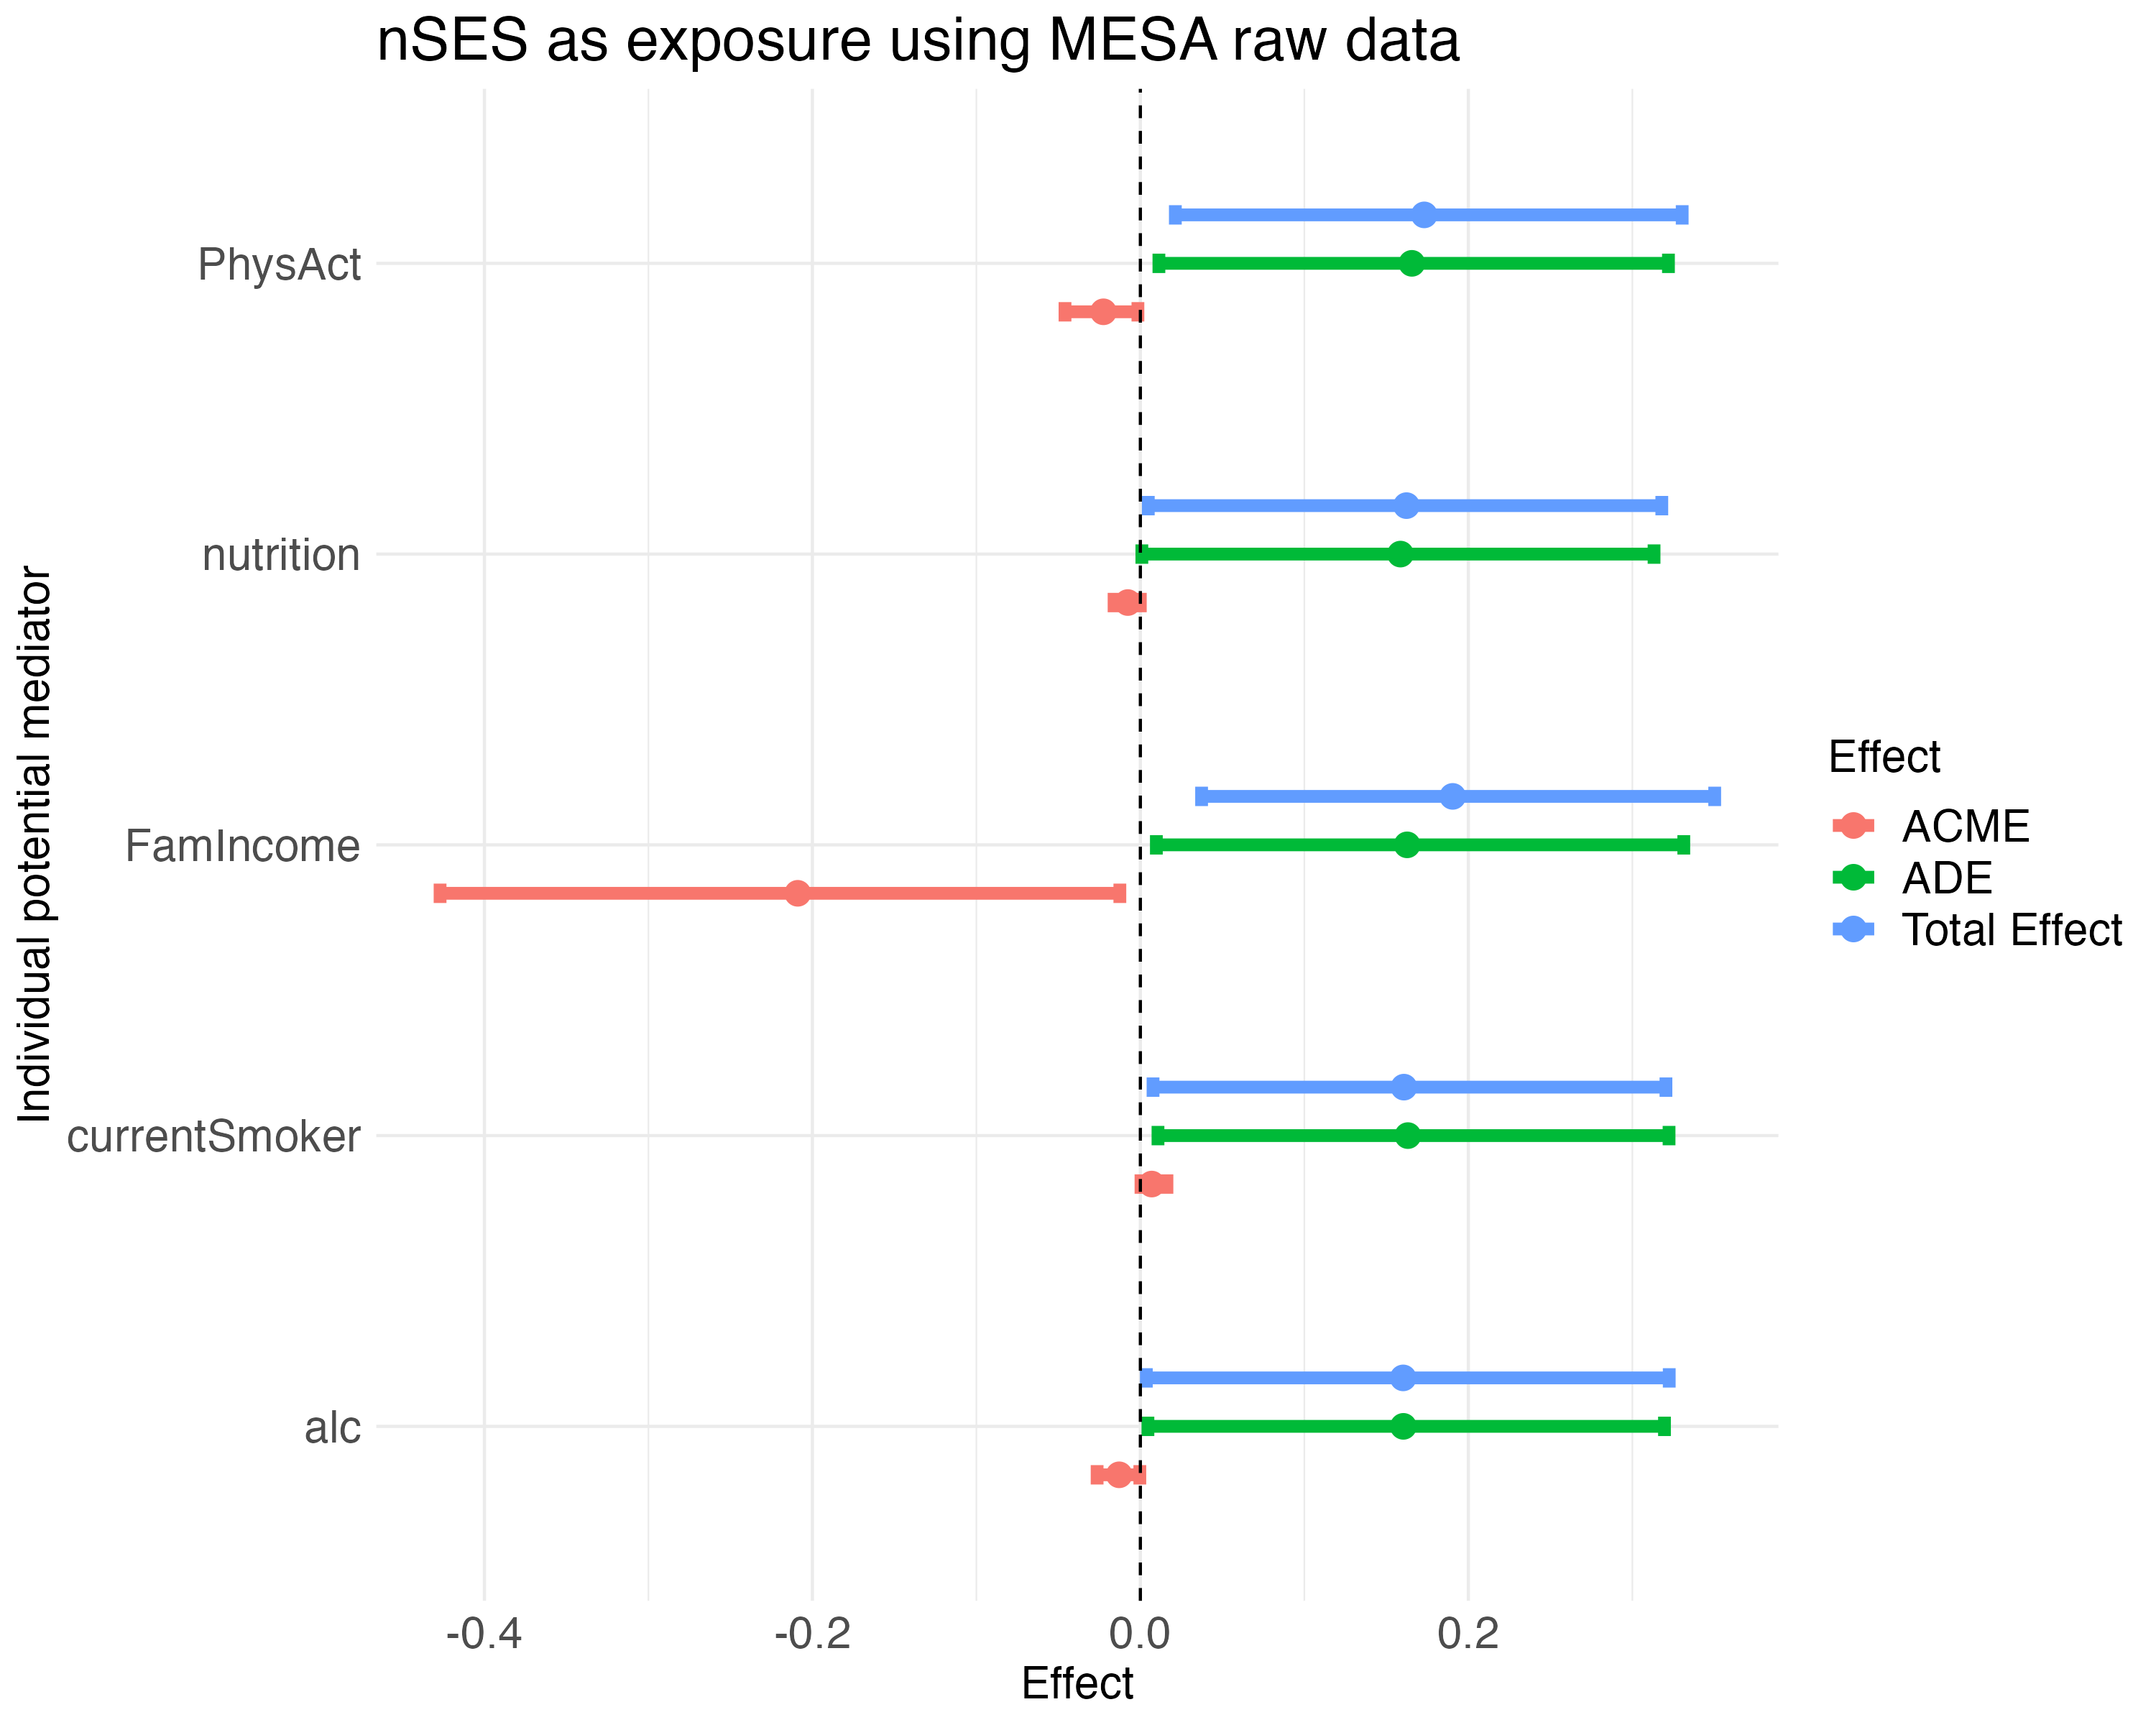 nSES as exposure using MESA raw data
Individual potential mediator
PhysAct
nutrition
FamIncome
currentSmoker
alc
-0.4
-0.2
0.0
0.2
Effect
Effect
ACME
ADE
Total Effect